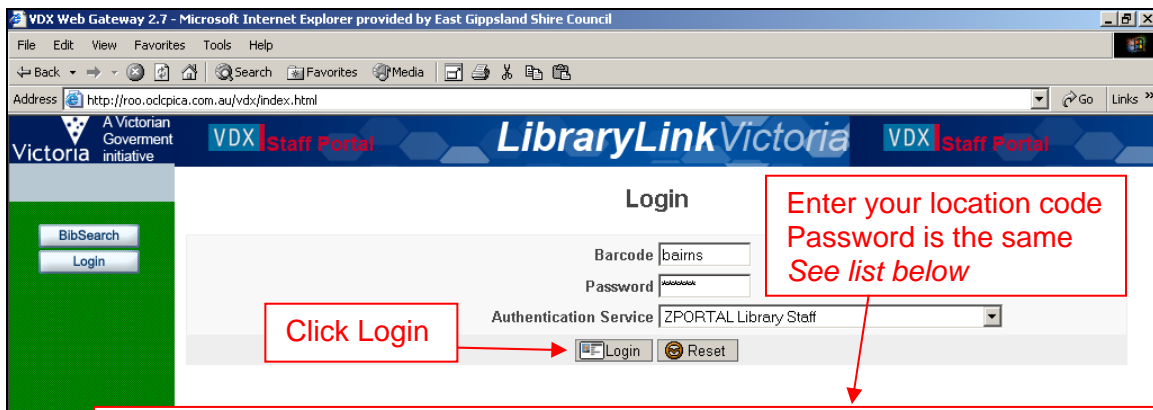 VDX Web Gateway 2.7 - Microsoft Internet Explorer provided by East Gippsland Shire Council
File Edit View Favorites Tools Help
Back Search Favorites Media
Address http://roo.oclcpica.com.au/vdx/index.html Go Links »
Victoria A Victorian Goverment initiative
VDX Staff Portal
LibraryLinkVictoria
VDX Staff Portal
Login
BibSearch
Login
Barcode bairns
Password ******
Authentication Service ZPORTAL Library Staff
Login Reset
Click Login
Enter your location code
Password is the same
See list below